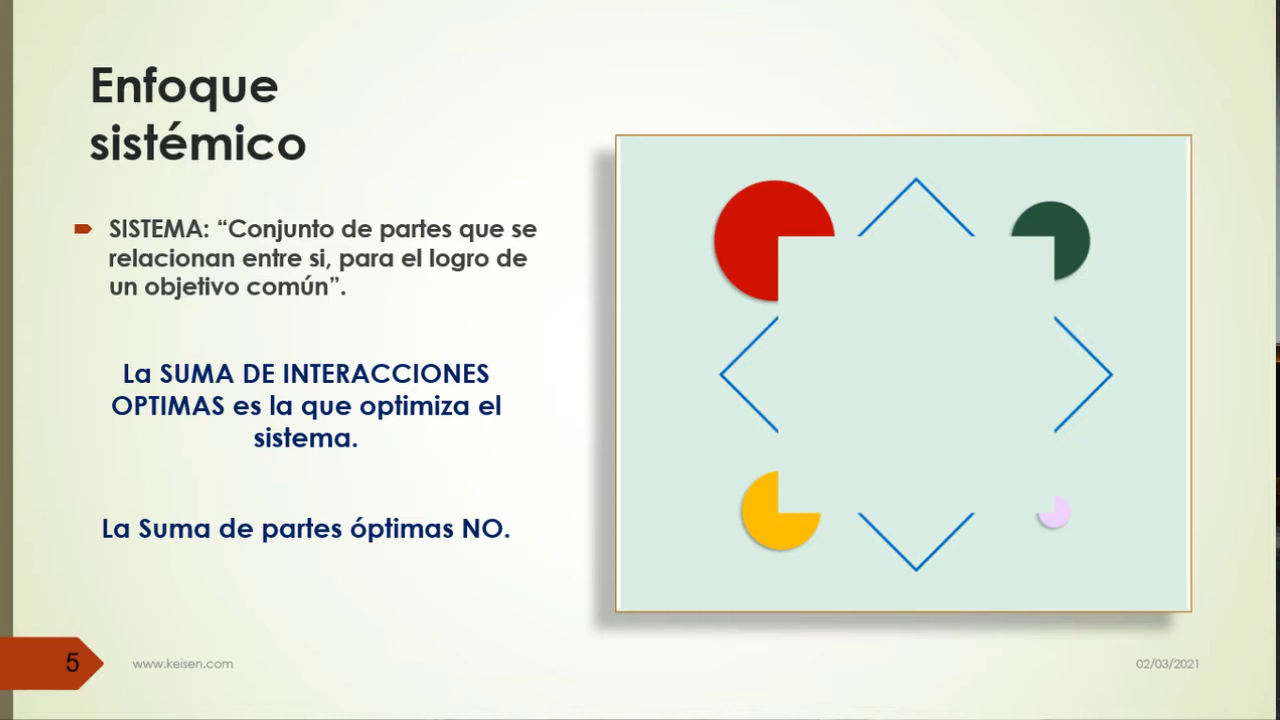 Enfoque
sistémico
SISTEMA: “Conjunto de partes que se
relacionan entre si, para el logro de
un objetivo común”.
La SUMA DE INTERACCIONES
OPTIMAS es la que optimiza el
sistema.
La Suma de partes óptimas NO.
5
www.keisen.com
02/03/2021